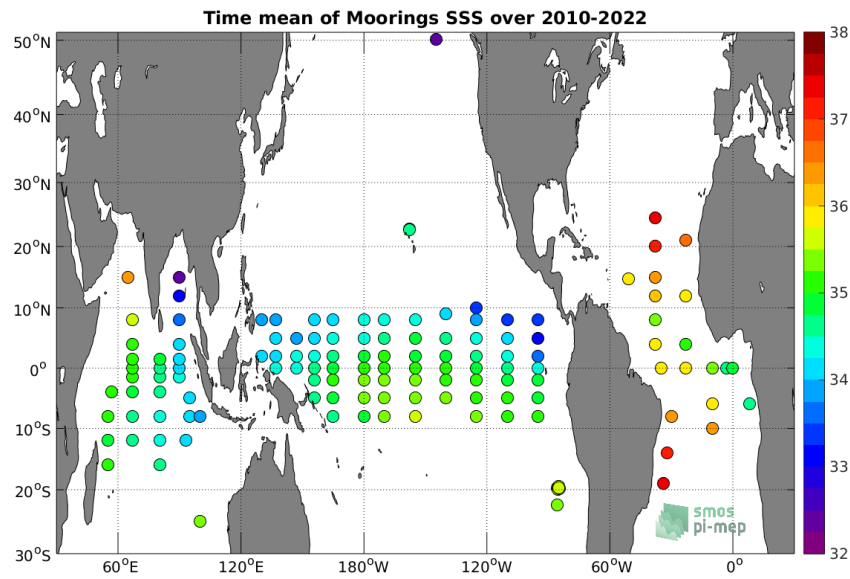 Time mean of Moorings SSS over 2010-2022
50°N
40°N
30°N
20°N
10°N
0°
10°S
20°S
30°S
60°E
120°E
180°W
120°W
60°W
0°
38
37
36
35
34
33
32
smos
pi-mep